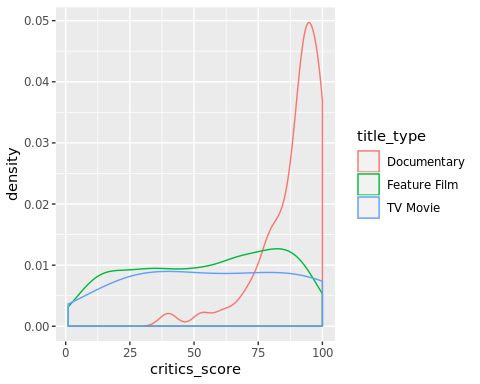 0.05
0.04
0.03
0.02
0.01
0.00
density
0
25
50
75
100
critics_score
title_type
Documentary
Feature Film
TV Movie